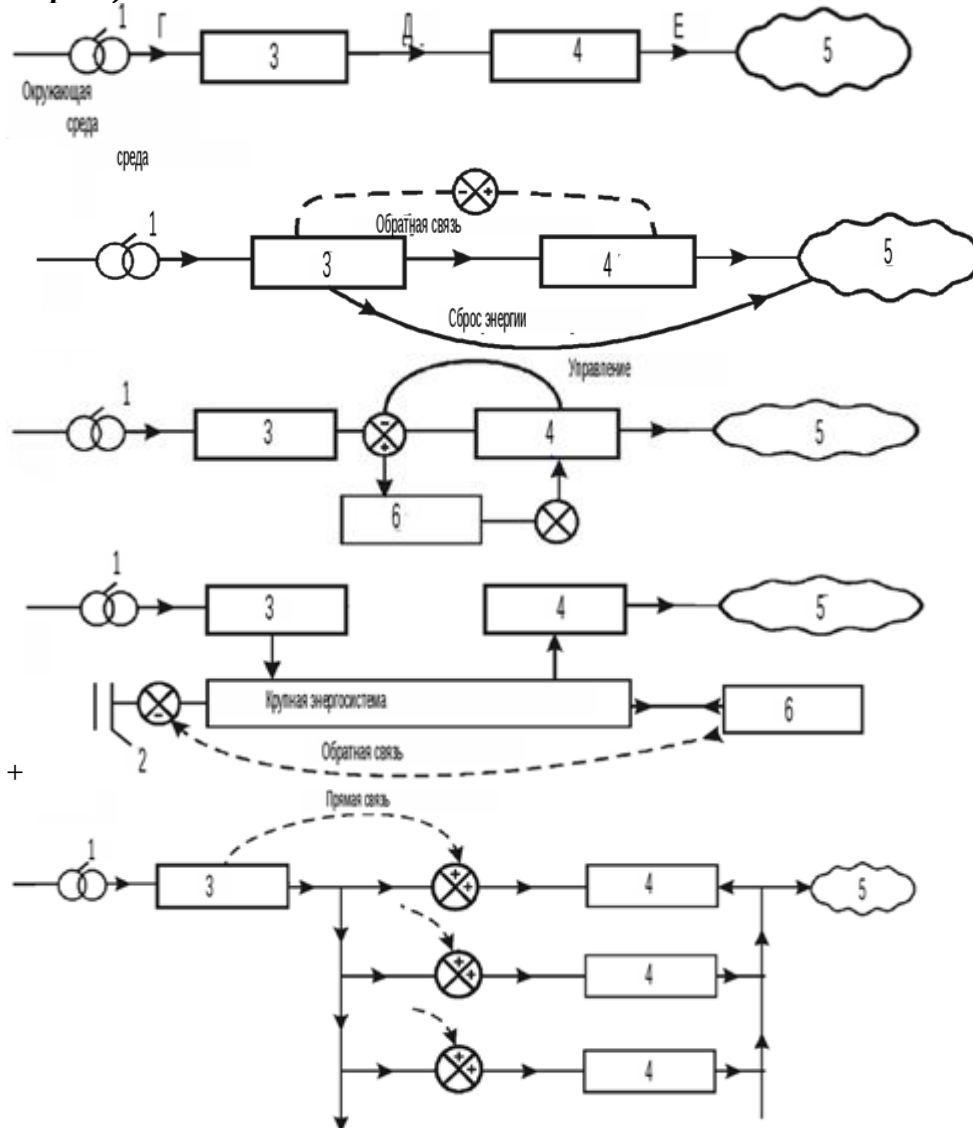 1 Г Д Е
3 4 5
Окружающая
среда
среда
- +
1 Обратная связь
3 4 5
Сброс энергии
Управление
1
3 - + 4 5
6
1
3 4 5
Крупная энергосистема 6
-
2 Обратная связь
+
Прямая связь
1
3 + + 4 5
+ + 4
+ + 4